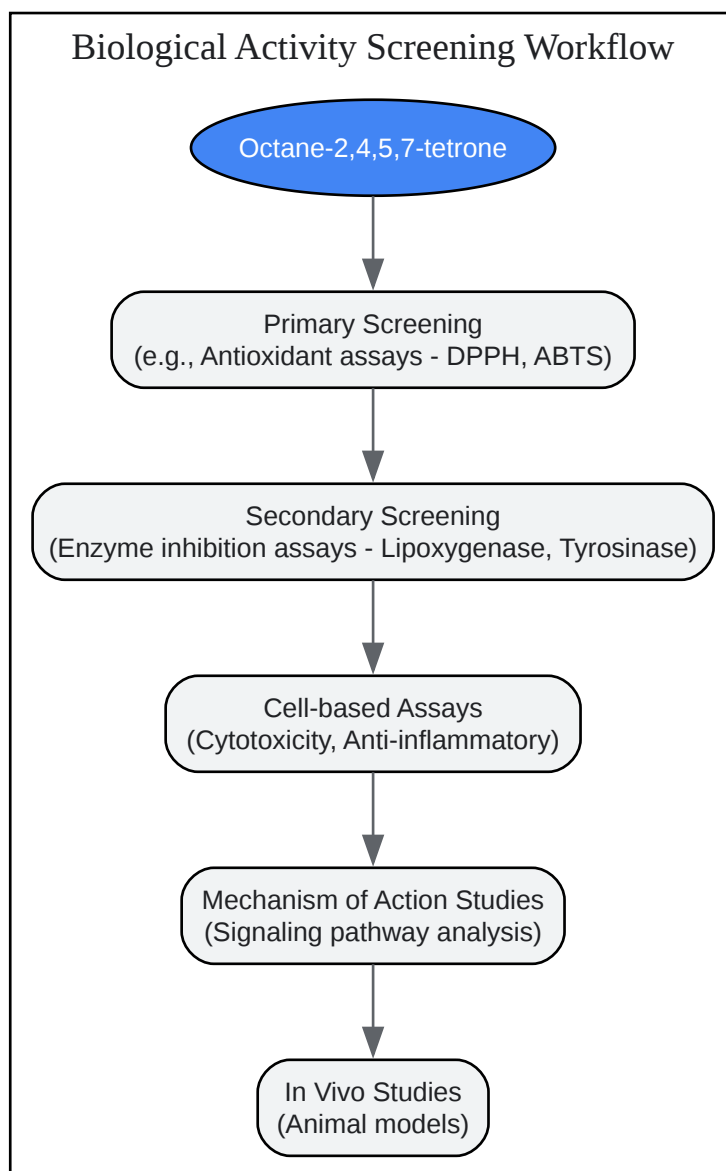 Biological Activity Screening Workflow
Octane-2,4,5,7-tetrone
Primary Screening
(e.g., Antioxidant assays - DPPH, ABTS)
Secondary Screening
(Enzyme inhibition assays - Lipoxygenase, Tyrosinase)
Cell-based Assays
(Cytotoxicity, Anti-inflammatory)
Mechanism of Action Studies
(Signaling pathway analysis)
In Vivo Studies
(Animal models)